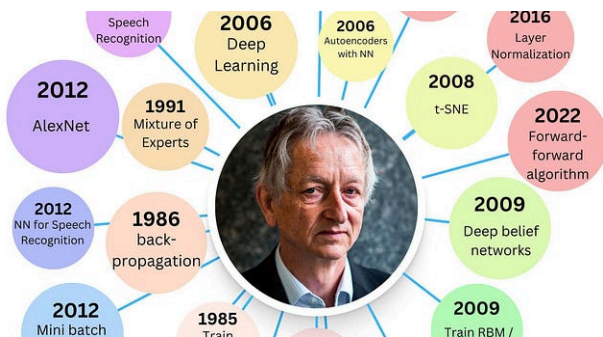 Speech
Recognition
2006
Deep
Learning
2006
Autoencoders
with NN
2016
Layer
Normalization
2012
AlexNet
1991
Mixture of
Experts
2008
t-SNE
2022
Forward-
forward
algorithm
2012
NN for Speech
Recognition
1986
back-
propagation
2009
Deep belief
networks
2012
Mini batch
1985
Train
2009
Train RBM /